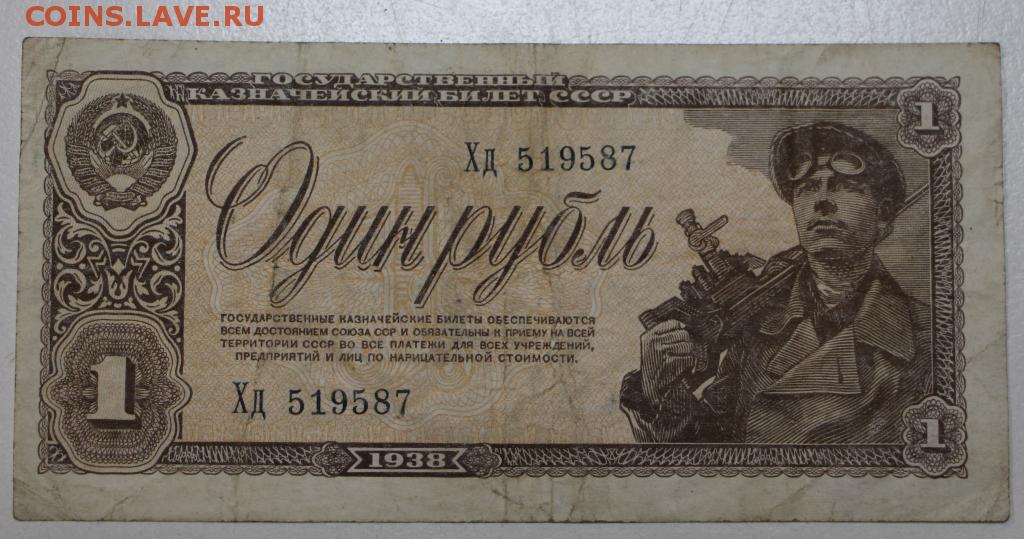 COINS.LAVE.RU
ГОСУДАРСТВЕННЫЙ
КАЗНАЧЕЙСКИЙ БИЛЕТ СССР
1
Хд 519587
Один рубль
ГОСУДАРСТВЕННЫЕ КАЗНАЧЕЙСКИЕ БИЛЕТЫ ОБЕСПЕЧИВАЮТСЯ
ВСЕМ ДОСТОЯНИЕМ СОЮЗА ССР И ОБЯЗАТЕЛЬНЫ К ПРИЕМУ НА ВСЕЙ
ТЕРРИТОРИИ СССР ВО ВСЕ ПЛАТЕЖИ ДЛЯ ВСЕХ УЧРЕЖДЕНИЙ,
ПРЕДПРИЯТИЙ И ЛИЦ ПО НАРИЦАТЕЛЬНОЙ СТОИМОСТИ.
1
Хд 519587
1
1938